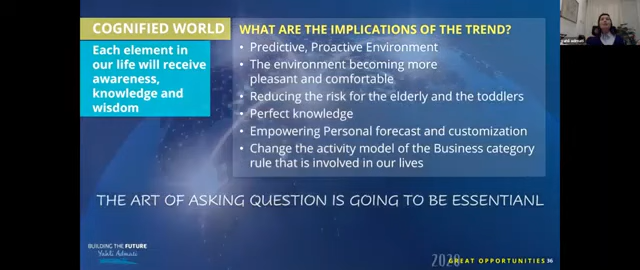 COGNIFIED WORLD
Each element in
our life will receive
awareness,
knowledge and
wisdom
WHAT ARE THE IMPLICATIONS OF THE TREND?
• Predictive, Proactive Environment
• The environment becoming more
pleasant and comfortable
• Reducing the risk for the elderly and the toddlers
• Perfect knowledge
• Empowering Personal forecast and customization
• Change the activity model of the Business category
rule that is involved in our lives
THE ART OF ASKING QUESTION IS GOING TO BE ESSENTIANL
BUILDING THE FUTURE
Yahli Admati
GREAT OPPORTUNITIES 36